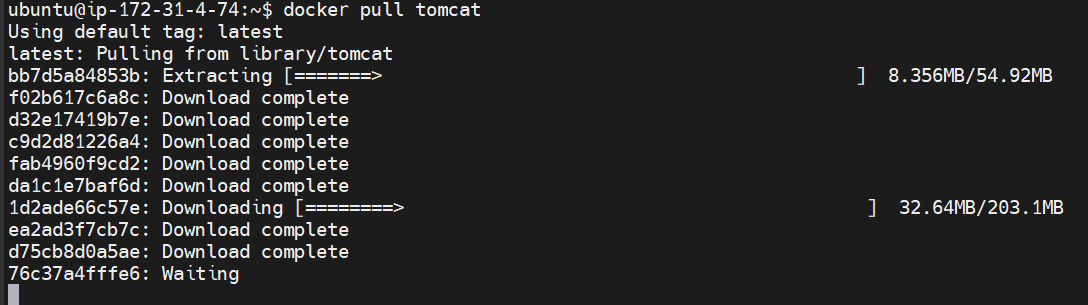 ubuntu@ip-172-31-4-74:~$ docker pull tomcat
Using default tag: latest
latest: Pulling from library/tomcat
bb7d5a84853b: Extracting [=======>                                           ]  8.356MB/54.92MB
f02b617c6a8c: Download complete
d32e17419b7e: Download complete
c9d2d81226a4: Download complete
fab4960f9cd2: Download complete
da1c1e7baf6d: Download complete
1d2ade66c57e: Downloading [========>                                          ]  32.64MB/203.1MB
ea2ad3f7cb7c: Download complete
d75cb8d0a5ae: Download complete
76c37a4fffe6: Waiting